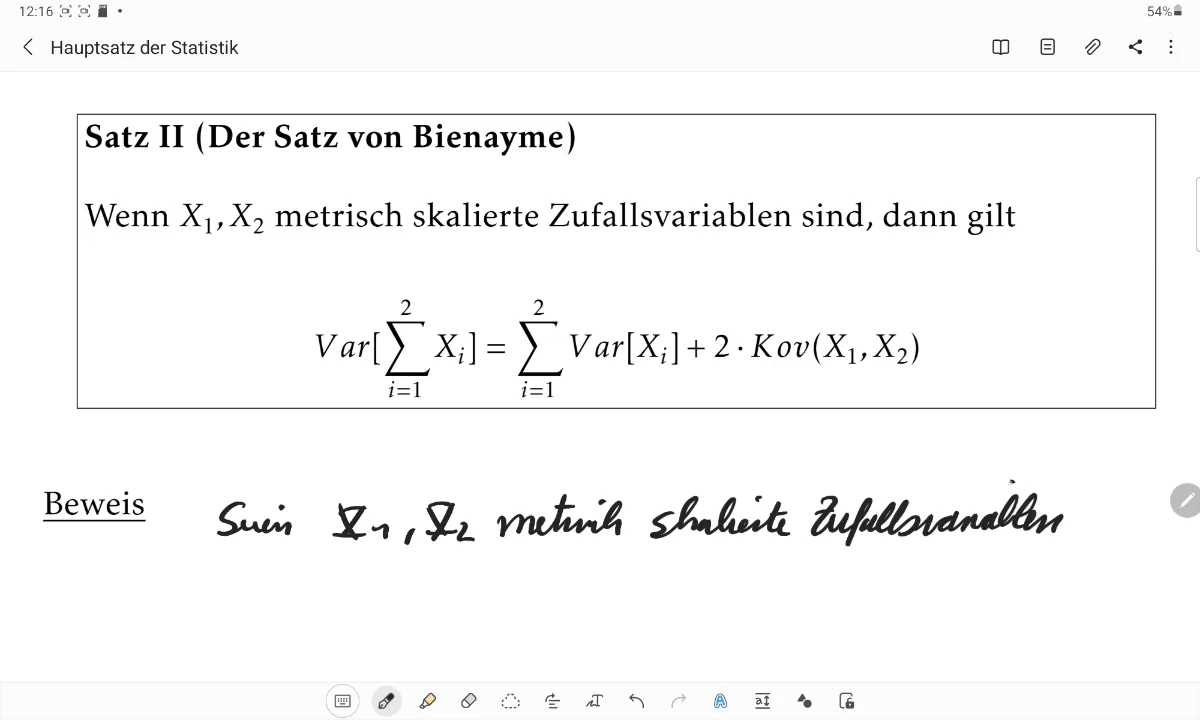 12:16 54%
Hauptsatz der Statistik
Satz II (Der Satz von Bienayme)
Wenn X₁, X₂ metrisch skalierte Zufallsvariablen sind, dann gilt
Var[∑_{i=1}^{2} X_i] = ∑_{i=1}^{2} Var[X_i] + 2 · Kov(X₁, X₂)
Beweis Seien X₁, X₂ metrisch skalierte Zufallsvariablen